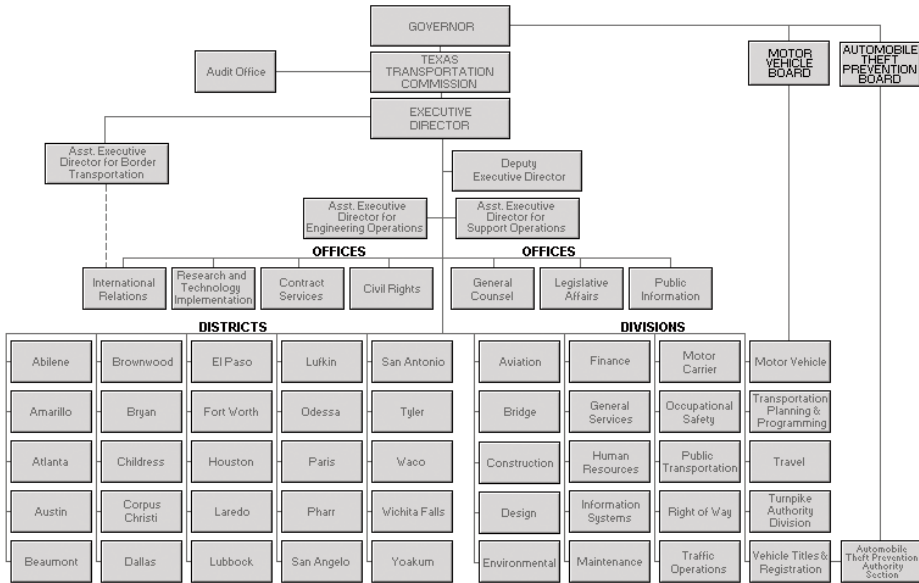 GOVERNOR
MOTOR
VEHICLE
BOARD
AUTOMOBILE
THEFT
PREVENTION
BOARD
Audit Office
TEXAS
TRANSPORTATION
COMMISSION
EXECUTIVE
DIRECTOR
Asst. Executive
Director for Border
Transportation
Deputy
Executive Director
Asst. Executive
Director for
Engineering Operations
Asst. Executive
Director for
Support Operations
OFFICES
OFFICES
International
Relations
Research and
Technology
Implementation
Contract
Services
Civil Rights
General
Counsel
Legislative
Affairs
Public
Information
DISTRICTS
DIVISIONS
Abilene
Brownwood
El Paso
Lufkin
San Antonio
Aviation
Finance
Motor
Carrier
Motor Vehicle
Amarillo
Bryan
Fort Worth
Odessa
Tyler
Bridge
General
Services
Occupational
Safety
Transportation
Planning &
Programming
Atlanta
Childress
Houston
Paris
Waco
Construction
Human
Resources
Public
Transportation
Travel
Austin
Corpus
Christi
Laredo
Pharr
Wichita Falls
Design
Information
Systems
Right of Way
Turnpike
Authority
Division
Beaumont
Dallas
Lubbock
San Angelo
Yoakum
Environmental
Maintenance
Traffic
Operations
Vehicle Titles &
Registration
Automobile
Theft Prevention
Authority
Section